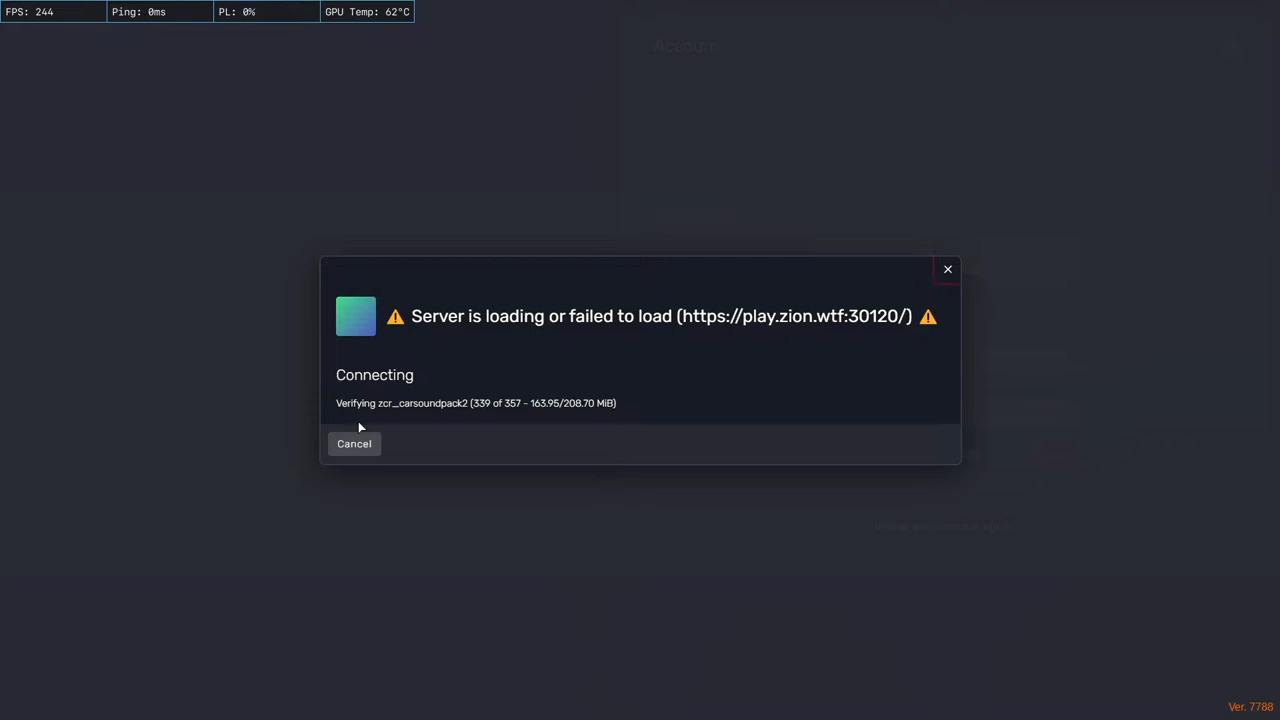 FPS: 244 Ping: 0ms PL: 0% GPU Temp: 62°C
Account
⚠ Server is loading or failed to load (https://play.zion.wtf:30120/) ⚠
Connecting
Verifying zcr_carsoundpack2 (339 of 357 - 163.95/208.70 MiB)
Cancel
Ver. 7788